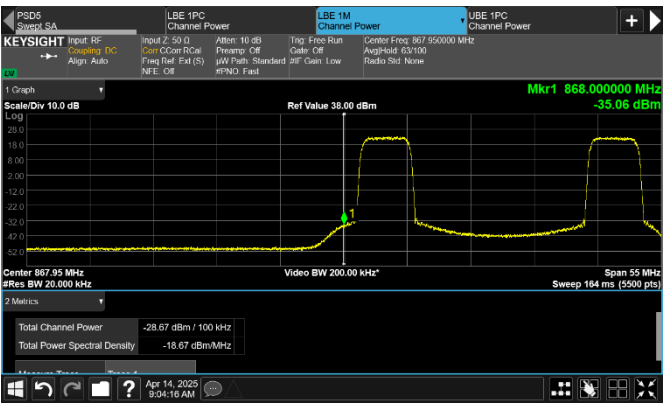 PSD5 LBE 1PC LBE 1M UBE 1PC
Swept SA Channel Power Channel Power Channel Power
KEYSIGHT Input: RF Input Z: 50 Ω Atten: 10 dB Trig: Free Run Center Freq: 867.950000 MHz
Coupling: DC Corr CCorr RCal Preamp: Off Gate: Off Avg|Hold: 63/100
Align: Auto Freq Ref: Ext (S) µW Path: Standard #IF Gain: Low Radio Std: None
LXI NFE: Off #PNO: Fast
1 Graph
Mkr1 868.000000 MHz
Scale/Div 10.0 dB Ref Value 38.00 dBm -35.06 dBm
Log
28.0
18.0
8.00
-2.00
-12.0
-22.0
1
-32.0
-42.0
-52.0
Center 867.95 MHz Video BW 200.00 kHz* Span 55 MHz
#Res BW 20.000 kHz Sweep 164 ms (5500 pts)
2 Metrics
Total Channel Power -28.67 dBm / 100 kHz
Total Power Spectral Density -18.67 dBm/MHz
Measure Trace Trace 1
? Apr 14, 2025
9:04:16 AM